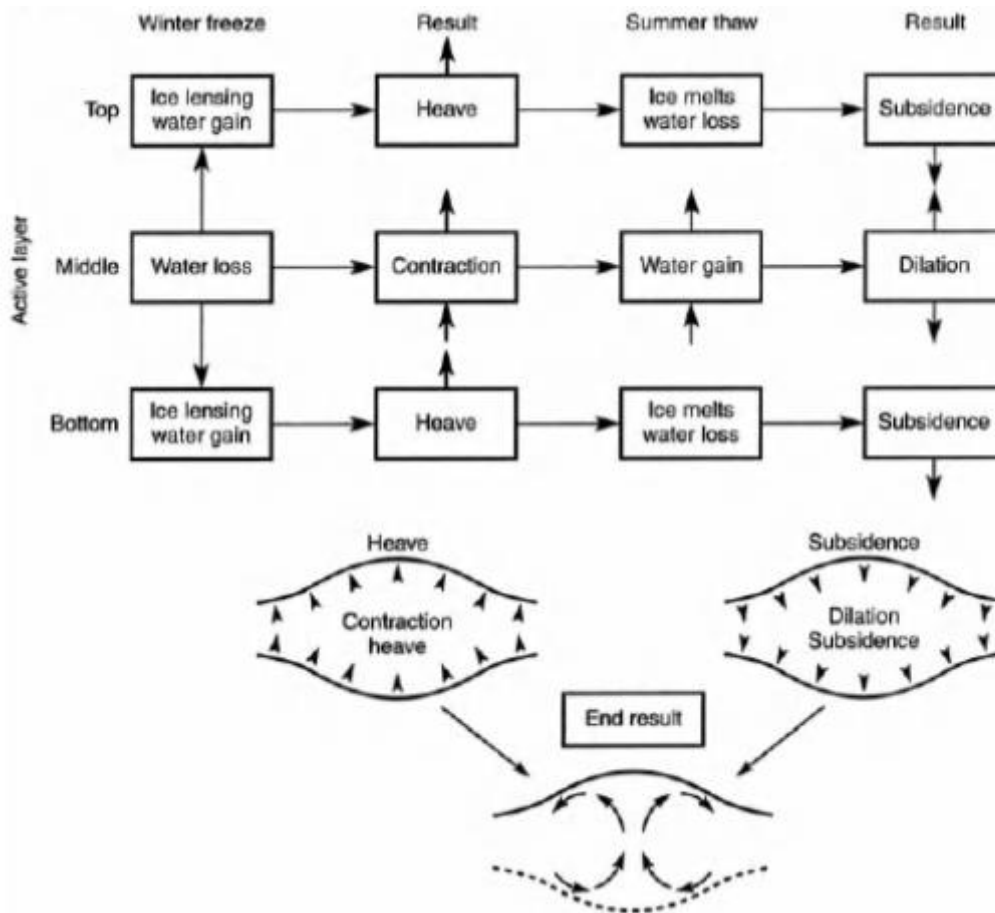 Winter freeze
Result
Summer thaw
Result
Active layer
Top
Ice lensing
water gain
Heave
Ice melts
water loss
Subsidence
Middle
Water loss
Contraction
Water gain
Dilation
Bottom
Ice lensing
water gain
Heave
Ice melts
water loss
Subsidence
Heave
Contraction
heave
Subsidence
Dilation
Subsidence
End result